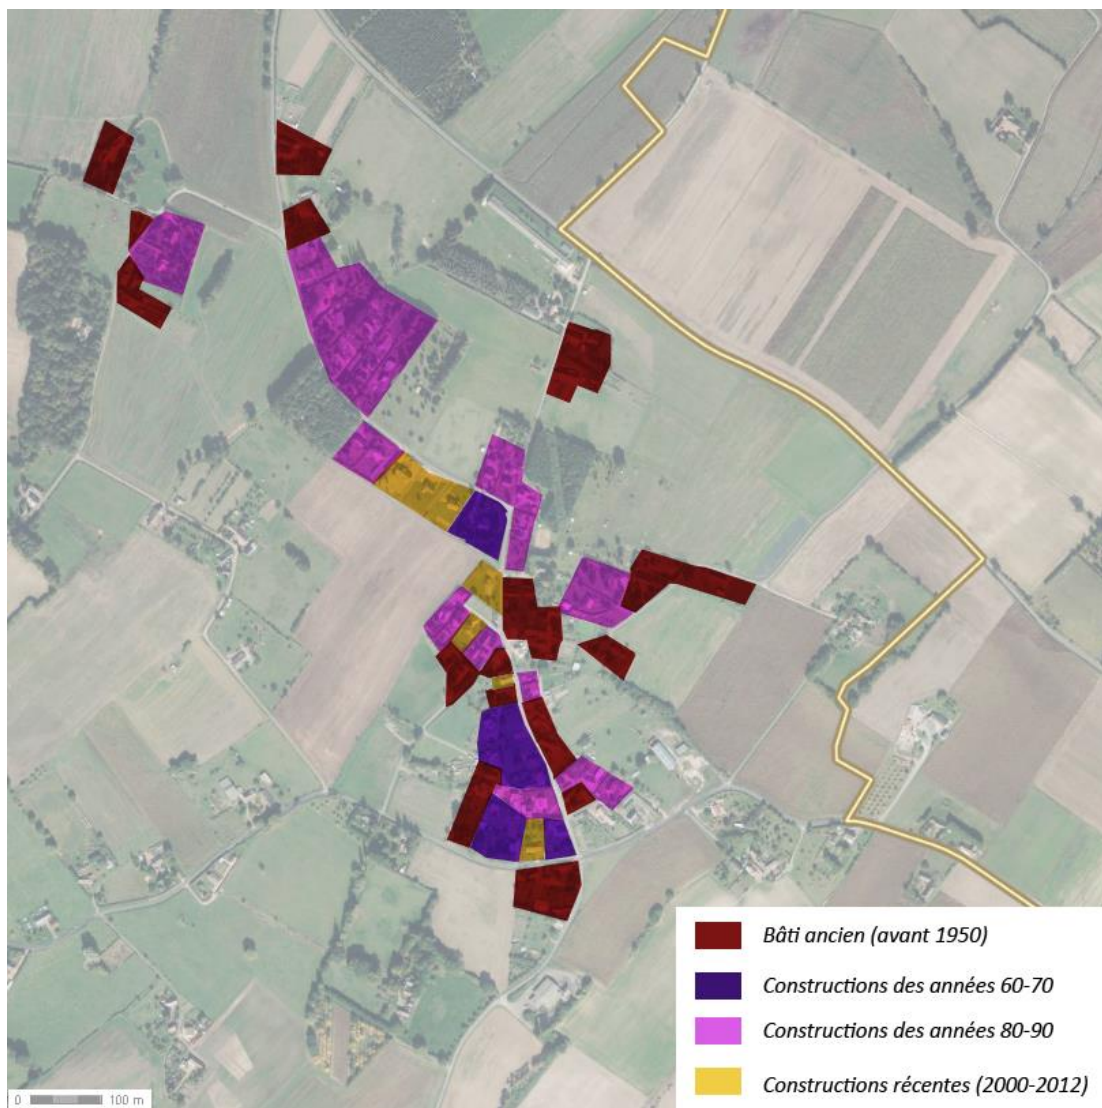 Bâti ancien (avant 1950)
Constructions des années 60-70
Constructions des années 80-90
Constructions récentes (2000-2012)
0 100 m